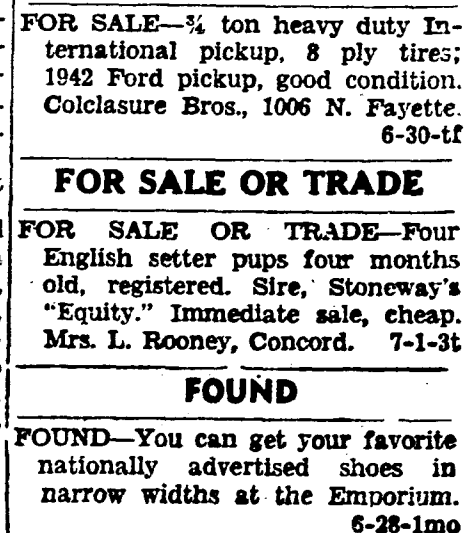 FOR SALE—¾ ton heavy duty In-
ternational pickup, 8 ply tires;
1942 Ford pickup, good condition.
Colclasure Bros., 1006 N. Fayette.
6-30-tf
FOR SALE OR TRADE
FOR SALE OR TRADE—Four
English setter pups four months
old, registered. Sire, Stoneway's
"Equity." Immediate sale, cheap.
Mrs. L. Rooney, Concord. 7-1-3t
FOUND
FOUND—You can get your favorite
nationally advertised shoes in
narrow widths at the Emporium.
6-28-1mo